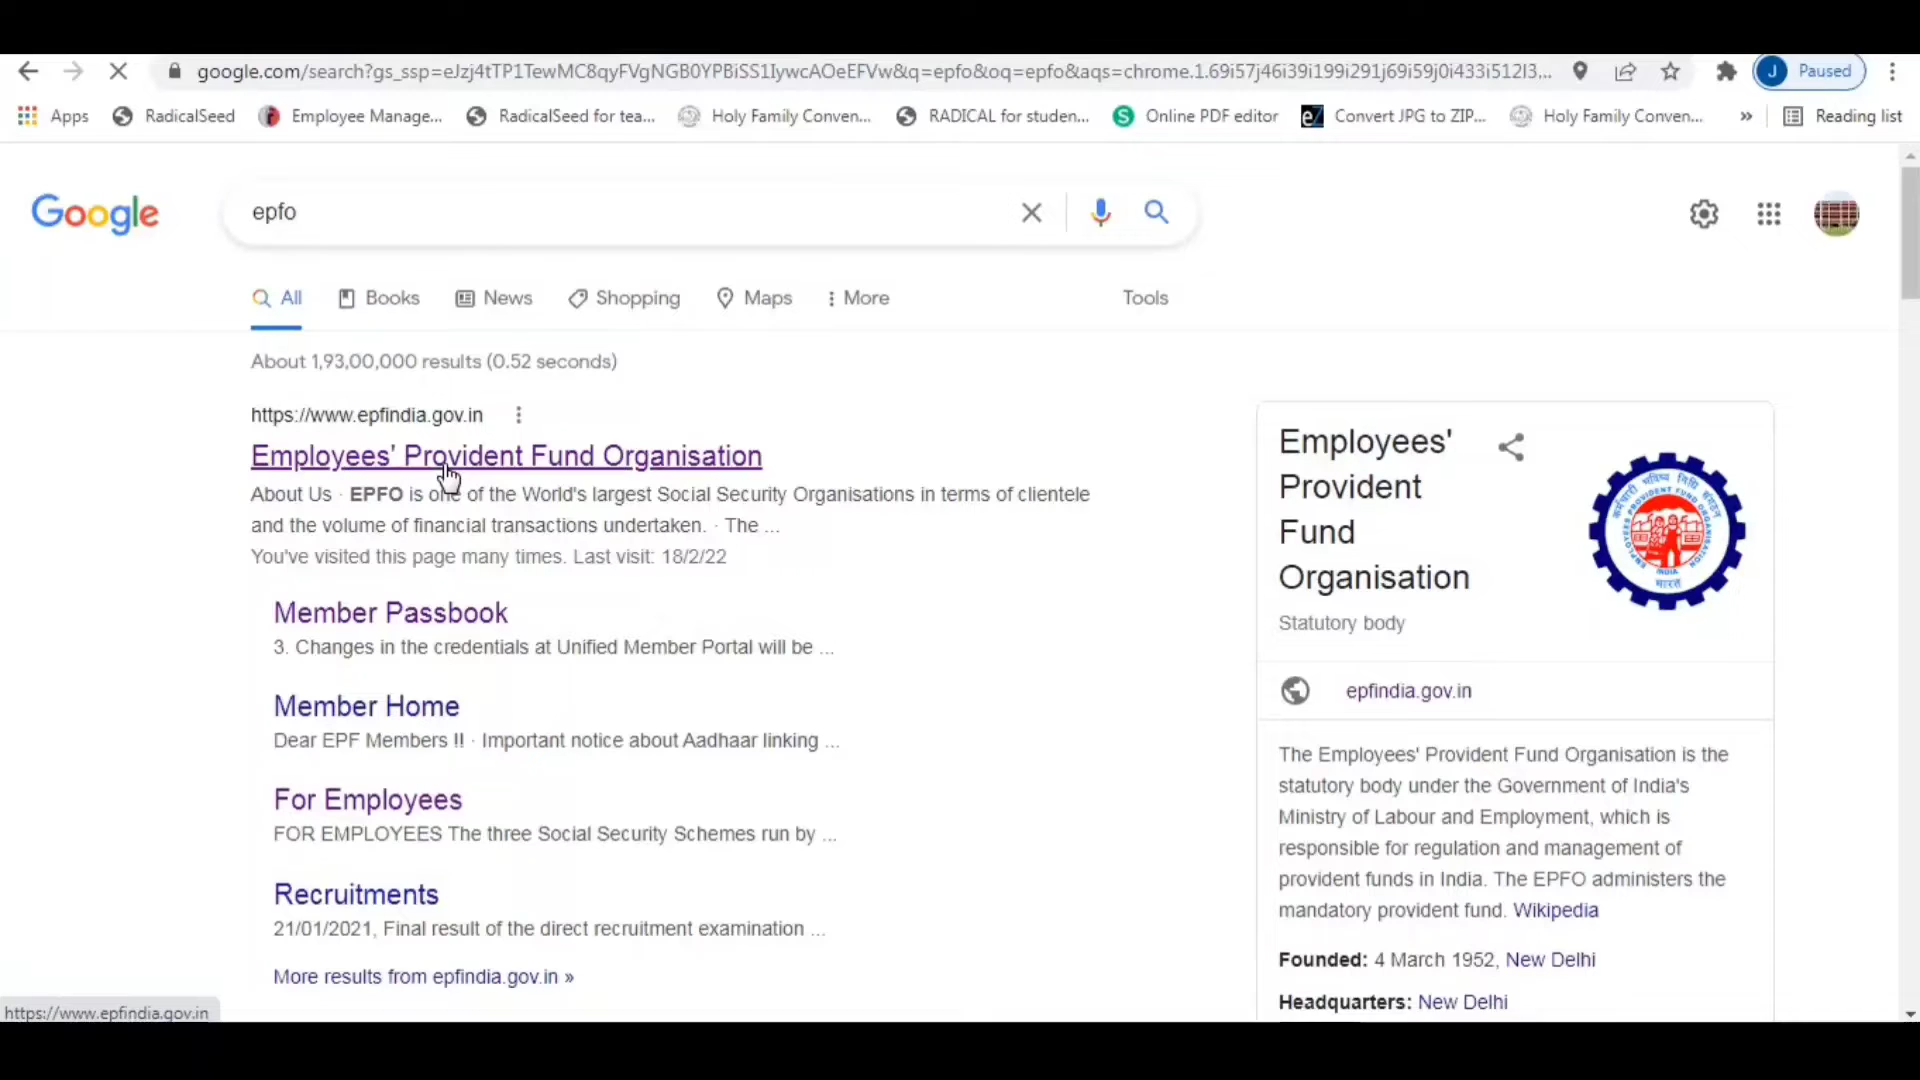 google.com/search?gs_ssp=eJzj4tTP1TewMC8qyFVgNGB0YPBiSS1IywcAOeEFVw&q=epfo&oq=epfo&aqs=chrome.1.69i57j46i39i199i291j69i59j0i433i512l3...
J Paused
Apps RadicalSeed Employee Manage... RadicalSeed for tea... Holy Family Conven... RADICAL for studen... Online PDF editor Convert JPG to ZIP... Holy Family Conven... » Reading list
Google
epfo
All Books News Shopping Maps More Tools
About 1,93,00,000 results (0.52 seconds)
https://www.epfindia.gov.in
Employees' Provident Fund Organisation
About Us · EPFO is one of the World's largest Social Security Organisations in terms of clientele
and the volume of financial transactions undertaken. · The ...
You've visited this page many times. Last visit: 18/2/22
Member Passbook
3. Changes in the credentials at Unified Member Portal will be ...
Member Home
Dear EPF Members !! · Important notice about Aadhaar linking ...
For Employees
FOR EMPLOYEES The three Social Security Schemes run by ...
Recruitments
21/01/2021, Final result of the direct recruitment examination ...
More results from epfindia.gov.in »
Employees'
Provident
Fund
Organisation
Statutory body
epfindia.gov.in
The Employees' Provident Fund Organisation is the
statutory body under the Government of India's
Ministry of Labour and Employment, which is
responsible for regulation and management of
provident funds in India. The EPFO administers the
mandatory provident fund. Wikipedia
Founded: 4 March 1952, New Delhi
Headquarters: New Delhi
कर्मचारी भविष्य निधि संगठन
EMPLOYEES PROVIDENT FUND ORGANISATION
INDIA
भारत
https://www.epfindia.gov.in